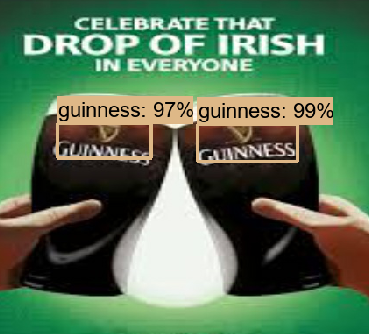 CELEBRATE THAT
DROP OF IRISH
IN EVERYONE
guinness: 97% guinness: 99%
GUINNESS GUINNESS